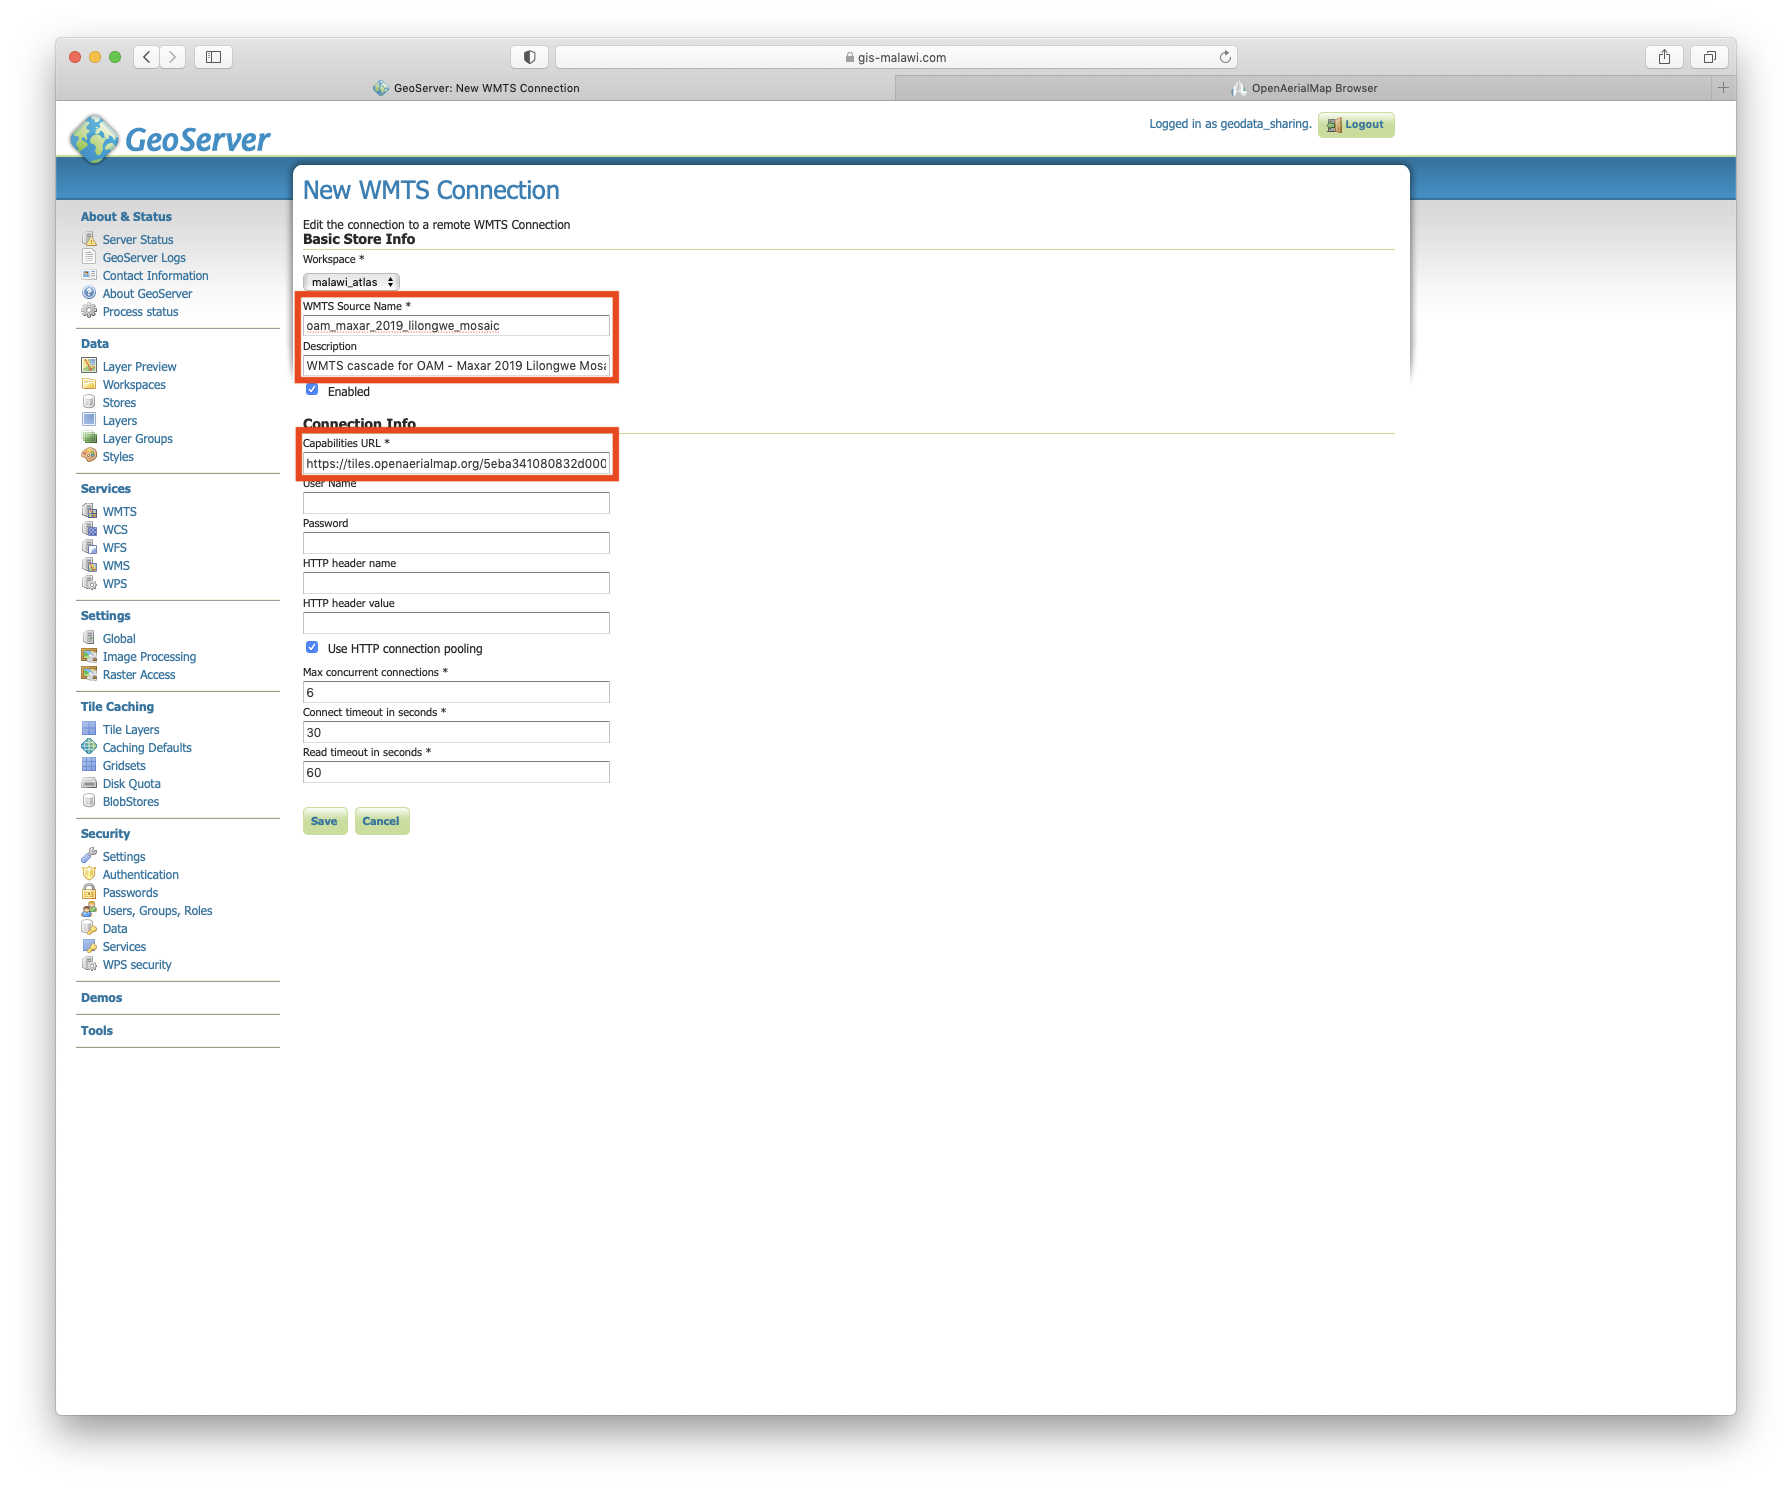 gis-malawi.com
GeoServer: New WMTS Connection
OpenAerialMap Browser
GeoServer
Logged in as geodata_sharing.
Logout
New WMTS Connection
Edit the connection to a remote WMTS Connection
Basic Store Info
Workspace *
malawi_atlas
WMTS Source Name *
oam_maxar_2019_lilongwe_mosaic
Description
WMTS cascade for OAM - Maxar 2019 Lilongwe Mosa
Enabled
Connection Info
Capabilities URL *
https://tiles.openaerialmap.org/5eba341080832d000
User Name
Password
HTTP header name
HTTP header value
Use HTTP connection pooling
Max concurrent connections *
6
Connect timeout in seconds *
30
Read timeout in seconds *
60
Save
Cancel
About & Status
Server Status
GeoServer Logs
Contact Information
About GeoServer
Process status
Data
Layer Preview
Workspaces
Stores
Layers
Layer Groups
Styles
Services
WMTS
WCS
WFS
WMS
WPS
Settings
Global
Image Processing
Raster Access
Tile Caching
Tile Layers
Caching Defaults
Gridsets
Disk Quota
BlobStores
Security
Settings
Authentication
Passwords
Users, Groups, Roles
Data
Services
WPS security
Demos
Tools